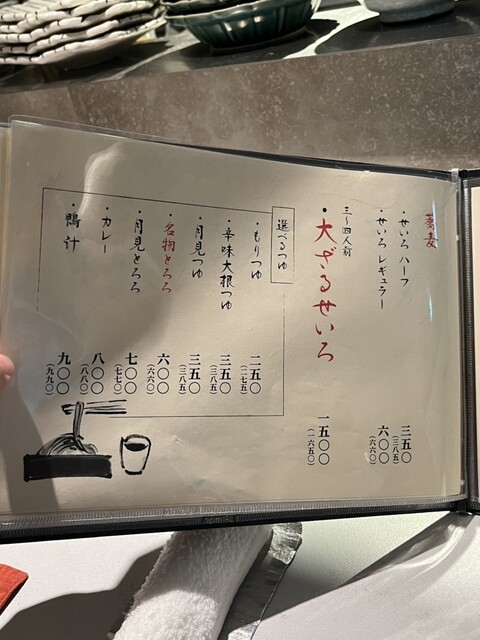 蕎麦
・せいろ ハーフ 三五〇 (三八五)
・せいろ レギュラー 六〇〇 (六六〇)
三〜四人前
・大ざるせいろ 一五〇〇 (一六五〇)
選べるつゆ
・もりつゆ 二五〇 (二七五)
・辛味大根つゆ 三五〇 (三八五)
・月見つゆ 三五〇 (三八五)
・名物とろろ 六〇〇 (六六〇)
・月見とろろ 七〇〇 (七七〇)
・カレー 八〇〇 (八八〇)
・鴨汁 九〇〇 (九九〇)